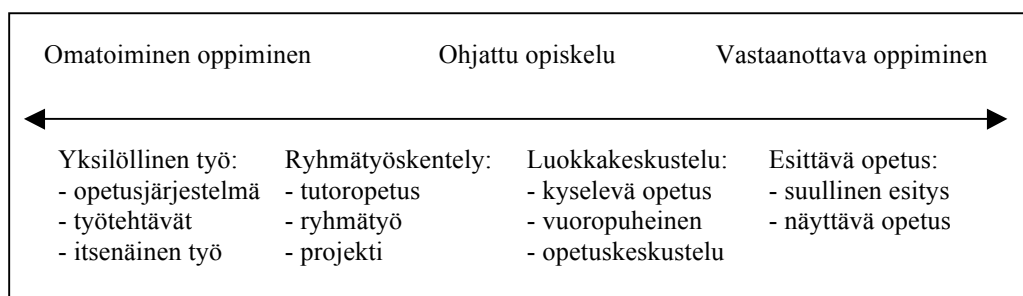 Omatoiminen oppiminen Ohjattu opiskelu Vastaanottava oppiminen
Yksilöllinen työ: Ryhmätyöskentely: Luokkakeskustelu: Esittävä opetus:
- opetusjärjestelmä - tutoropetus - kyselevä opetus - suullinen esitys
- työtehtävät - ryhmätyö - vuoropuheinen - näyttävä opetus
- itsenäinen työ - projekti - opetuskeskustelu